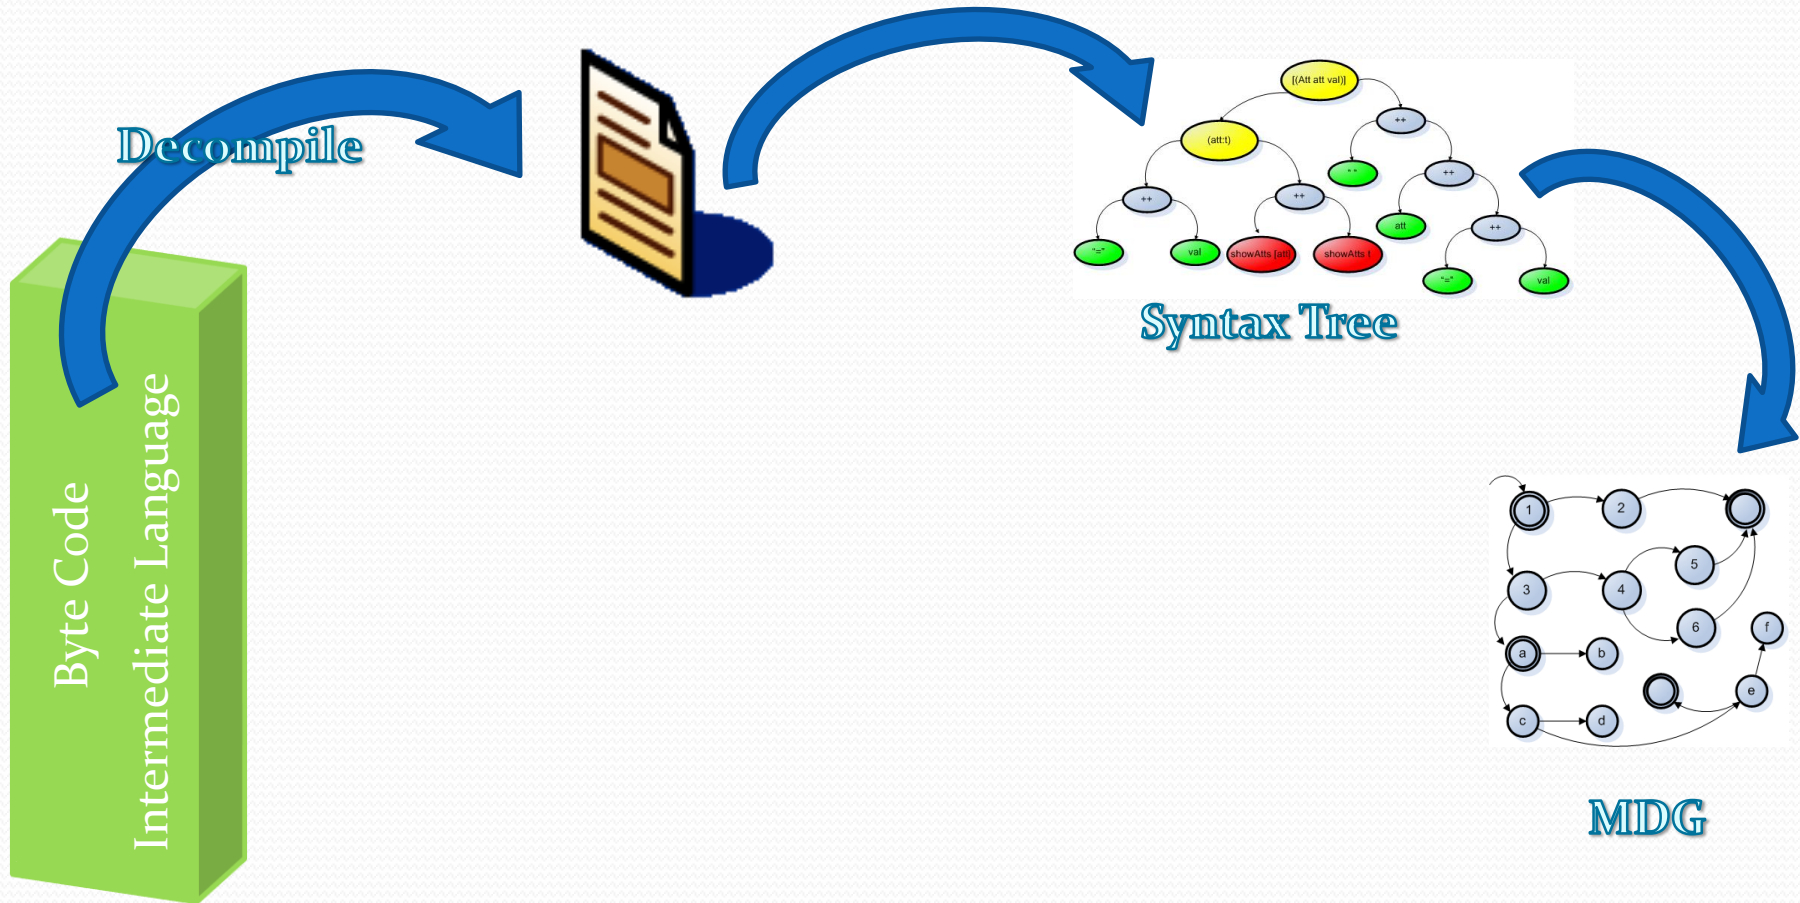 Decompile
Byte Code
Intermediate Language
[(Att att val)]
++
(att:t)
" "
++
++
++
att
++
"="
val
showAtts [att]
showAtts t
"="
val
Syntax Tree
1
2
5
3
4
6
f
a
b
e
c
d
MDG